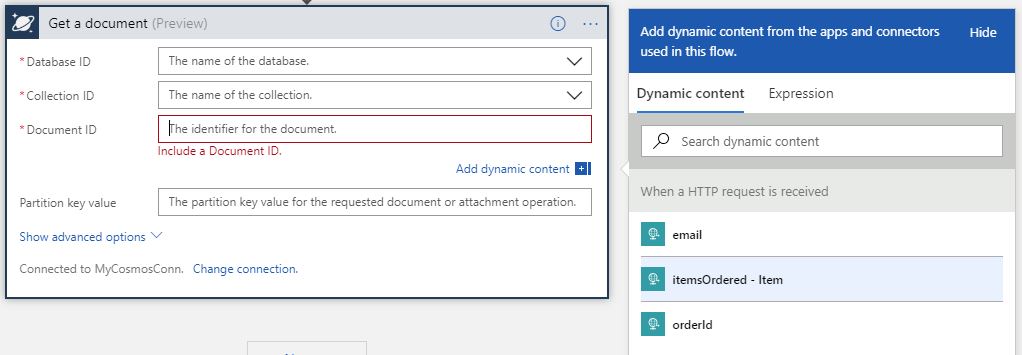 Get a document (Preview)
* Database ID
The name of the database.
* Collection ID
The name of the collection.
* Document ID
The identifier for the document.
Include a Document ID.
Add dynamic content
Partition key value
The partition key value for the requested document or attachment operation.
Show advanced options
Connected to MyCosmosConn. Change connection.
Add dynamic content from the apps and connectors
used in this flow.
Hide
Dynamic content
Expression
Search dynamic content
When a HTTP request is received
email
itemsOrdered - Item
orderId